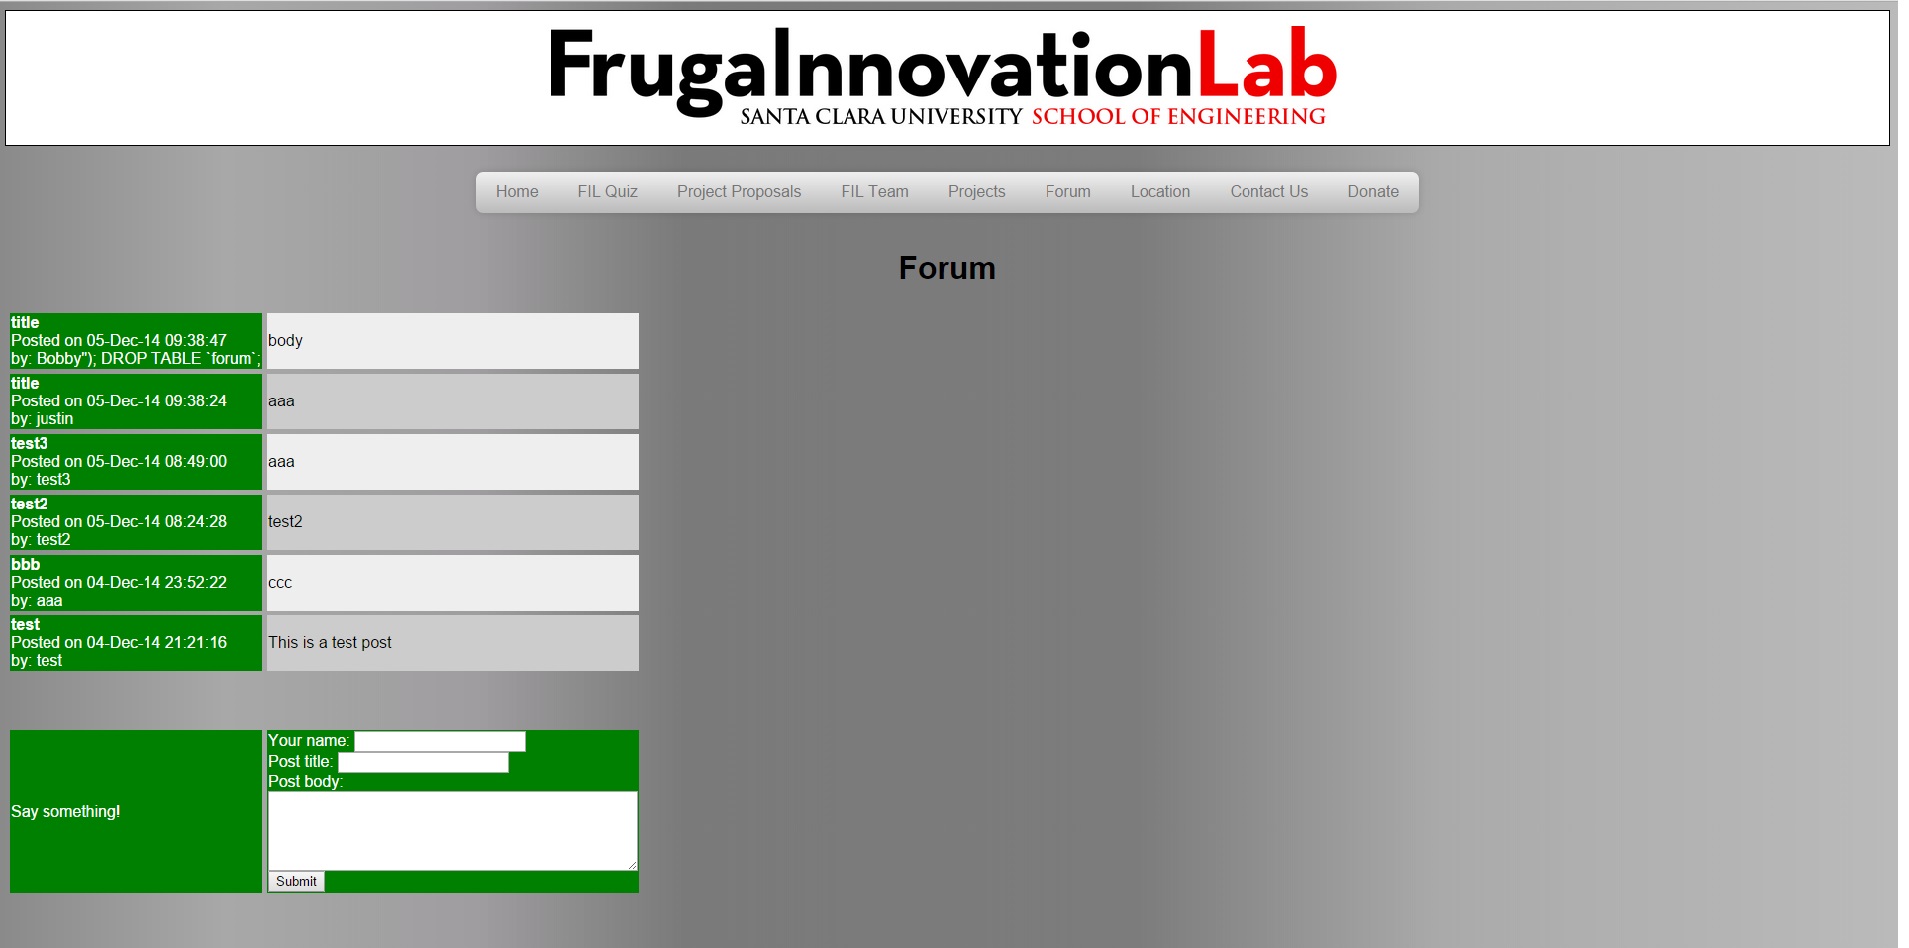 FrugalnnovationLab
SANTA CLARA UNIVERSITY SCHOOL OF ENGINEERING
Home FIL Quiz Project Proposals FIL Team Projects Forum Location Contact Us Donate
Forum
title
Posted on 05-Dec-14 09:38:47
by: Bobby"); DROP TABLE `forum`;
body
title
Posted on 05-Dec-14 09:38:24
by: justin
aaa
test3
Posted on 05-Dec-14 08:49:00
by: test3
aaa
test2
Posted on 05-Dec-14 08:24:28
by: test2
test2
bbb
Posted on 04-Dec-14 23:52:22
by: aaa
ccc
test
Posted on 04-Dec-14 21:21:16
by: test
This is a test post
Say something!
Your name:
Post title:
Post body:
Submit